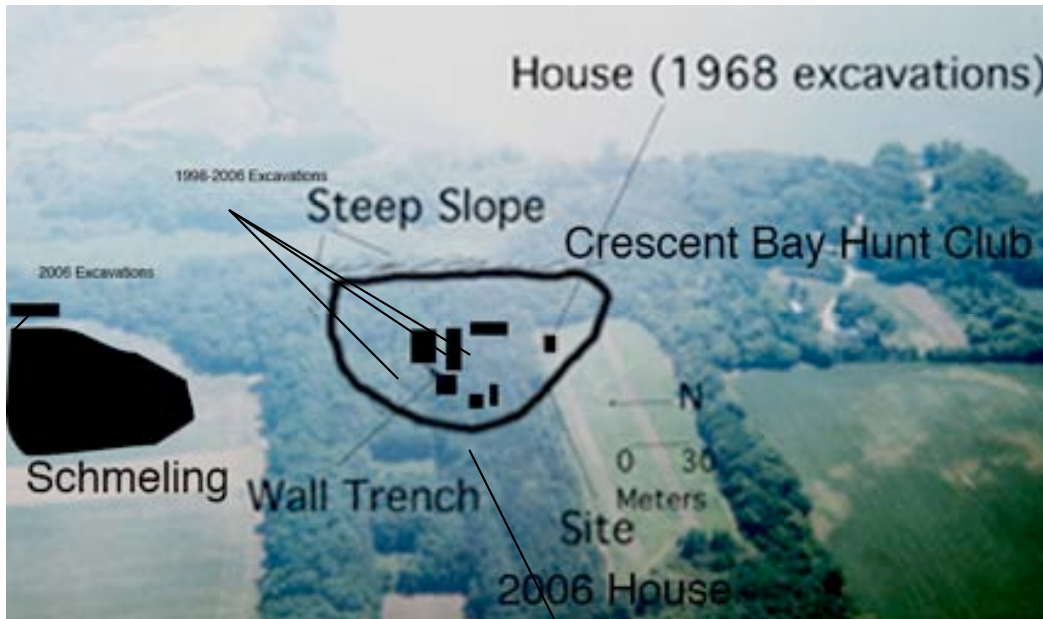 House (1968 excavations)
1998-2006 Excavations
Steep Slope
Crescent Bay Hunt Club
2006 Excavations
N
0 30
Meters
Schmeling
Wall Trench
Site
2006 House